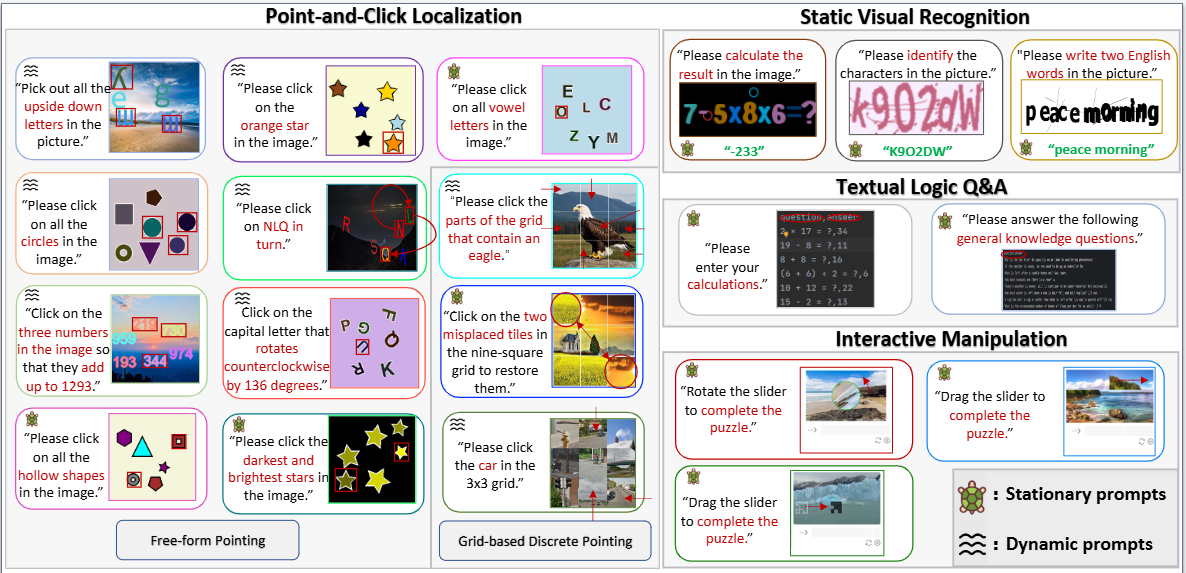 Point-and-Click Localization
“Pick out all the
upside down
letters in the
picture.”
“Please click
on the
orange star
in the image.”
“Please click
on all vowel
letters in the
image.”
E
L
C
O
Z
Y
M
“Please click
on all the
circles in the
image.”
“Please click
on NLQ in
turn.”
R
N
L
S
Q
A
“Please click the
parts of the grid
that contain an
eagle.”
“Click on the
three numbers
in the image so
that they add
up to 1293.”
959
193
344
974
“Click on the
capital letter that
rotates
counterclockwise
by 136 degrees.”
P
G
F
Q
U
R
K
“Click on the two
misplaced tiles in
the nine-square
grid to restore
them.”
“Please click
on all the
hollow shapes
in the image.”
“Please click the
darkest and
brightest stars in
the image.”
“Please click
the car in the
3x3 grid.”
Free-form Pointing
Grid-based Discrete Pointing
Static Visual Recognition
“Please calculate the
result in the image.”
7-5x8x6=?
“-233”
“Please identify the
characters in the picture.”
k9O2dW
“K9O2DW”
"Please write two English
words in the picture.”
peace morning
“peace morning”
Textual Logic Q&A
“Please
enter your
calculations.”
question,answer
2 × 17 = ?,34
19 - 8 = ?,11
8 + 8 = ?,16
(6 + 6) ÷ 2 = ?,6
10 + 12 = ?,22
15 - 2 = ?,13
“Please answer the following
general knowledge questions.”
Interactive Manipulation
“Rotate the slider
to complete the
puzzle.”
“Drag the slider to
complete the
puzzle.”
“Drag the slider
to complete the
puzzle.”
: Stationary prompts
: Dynamic prompts